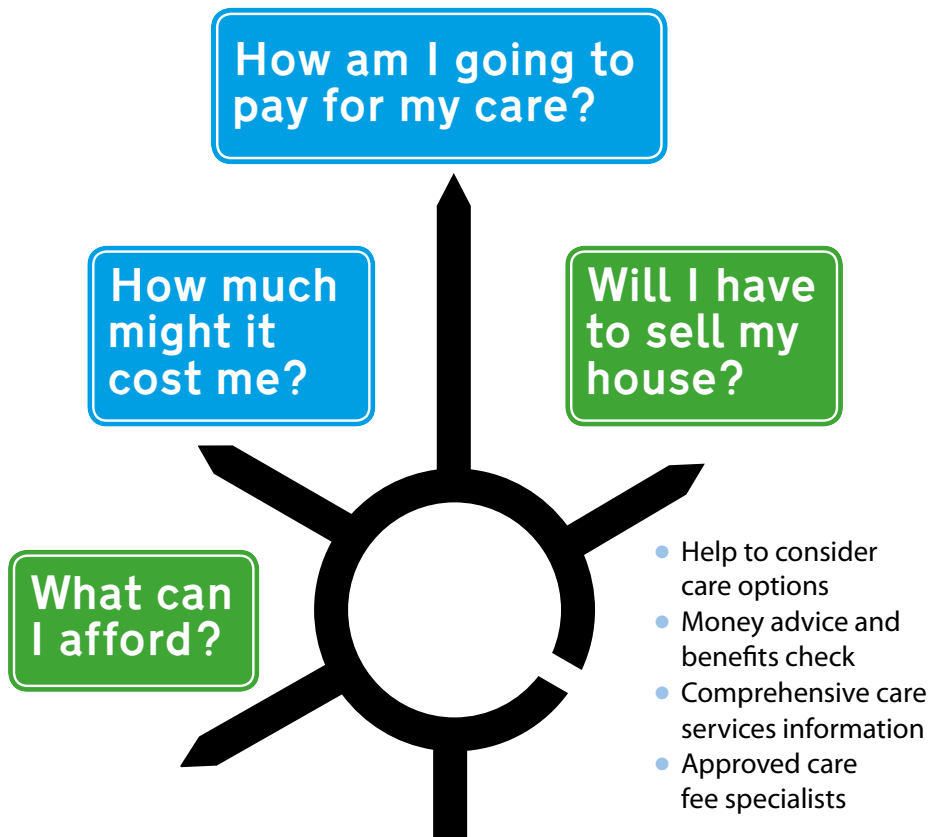 How am I going to
pay for my care?
How much
might it
cost me?
Will I have
to sell my
house?
What can
I afford?
• Help to consider
care options
• Money advice and
benefits check
• Comprehensive care
services information
• Approved care
fee specialists